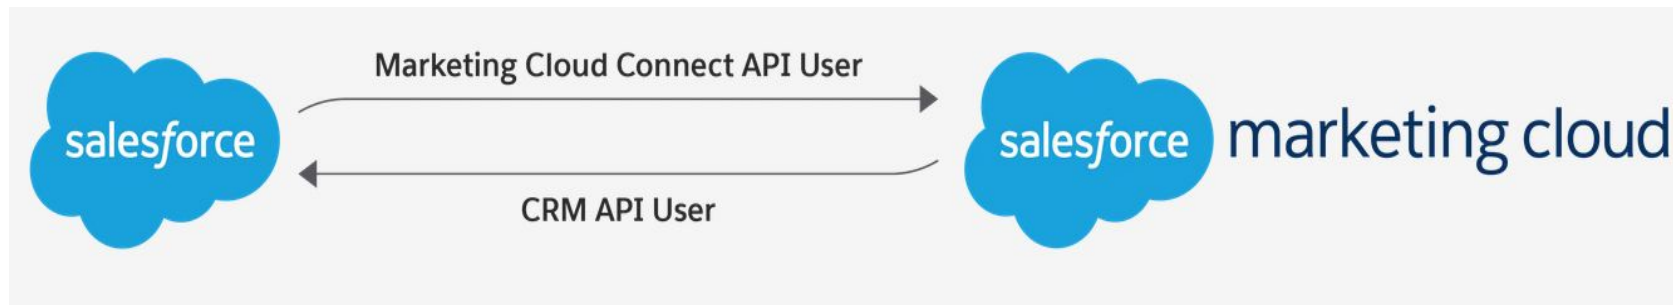 Marketing Cloud Connect API User
salesforce
salesforce marketing cloud
CRM API User